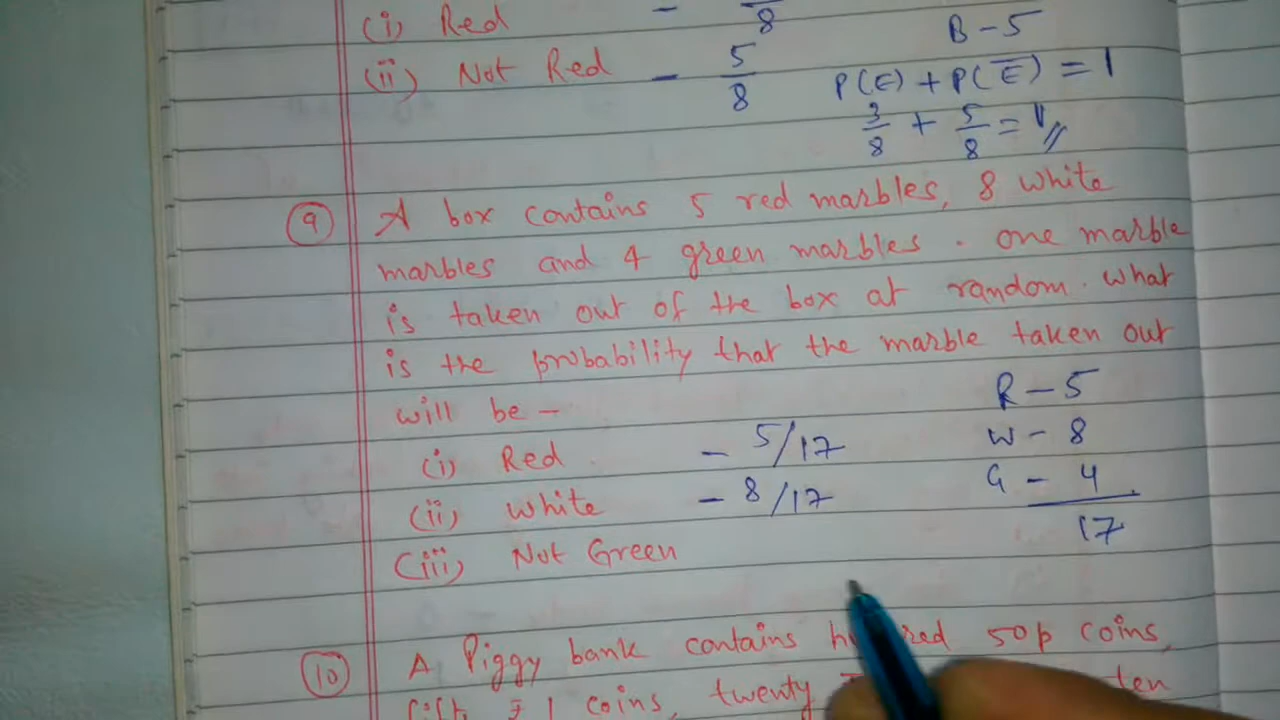 (i) Red - 8 B-5
(ii) Not Red - 5/8 P(E) + P(E̅) = 1
3/8 + 5/8 = 1//
(9) A box contains 5 red marbles, 8 white
marbles and 4 green marbles. one marble
is taken out of the box at random. what
is the probability that the marble taken out
will be - R - 5
(i) Red - 5/17 W - 8
(ii) White - 8/17 G - 4
17
(iii) Not Green
(10) A Piggy bank contains 50p coins,
₹1 coins, twenty ten